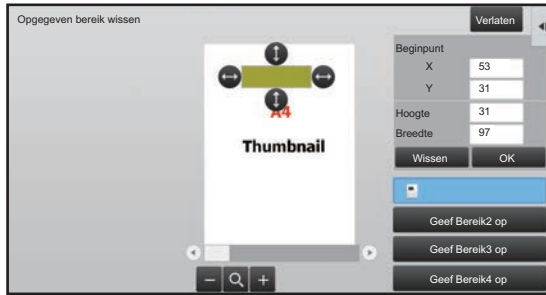 Opgegeven bereik wissen
Verlaten
Beginpunt
X 53
Y 31
Hoogte 31
Breedte 97
Wissen OK
A4
Thumbnail
Geef Bereik2 op
Geef Bereik3 op
Geef Bereik4 op